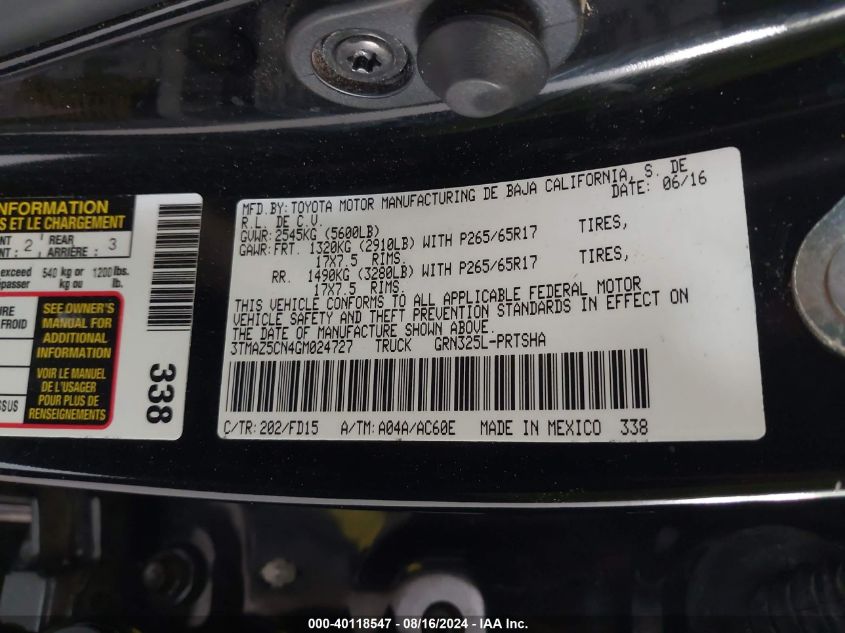 INFORMATION
S ET LE CHARGEMENT
NT : 2 REAR ARRIÈRE : 3
exceed 540 kg or 1200 lbs.
passer kg ou lb.
SEE OWNER'S
MANUAL FOR
ADDITIONAL
INFORMATION
VOIR LE MANUEL
DE L'USAGER
POUR PLUS DE
RENSEIGNEMENTS
FROID
338
MFD.BY: TOYOTA MOTOR MANUFACTURING DE BAJA CALIFORNIA, S. DE
R.L. DE C.V. DATE: 06/16
GVWR: 2545KG (5600LB)
GAWR: FRT. 1320KG (2910LB) WITH P265/65R17 TIRES,
17X7.5 RIMS.
RR. 1490KG (3280LB) WITH P265/65R17 TIRES,
17X7.5 RIMS.
THIS VEHICLE CONFORMS TO ALL APPLICABLE FEDERAL MOTOR
VEHICLE SAFETY AND THEFT PREVENTION STANDARDS IN EFFECT ON
THE DATE OF MANUFACTURE SHOWN ABOVE.
3TMAZ5CN4GM024727 TRUCK GRN325L-PRTSHA
C/TR: 202/FD15 A/TM: A04A/AC60E MADE IN MEXICO 338
000-40118547 - 08/16/2024 - IAA Inc.